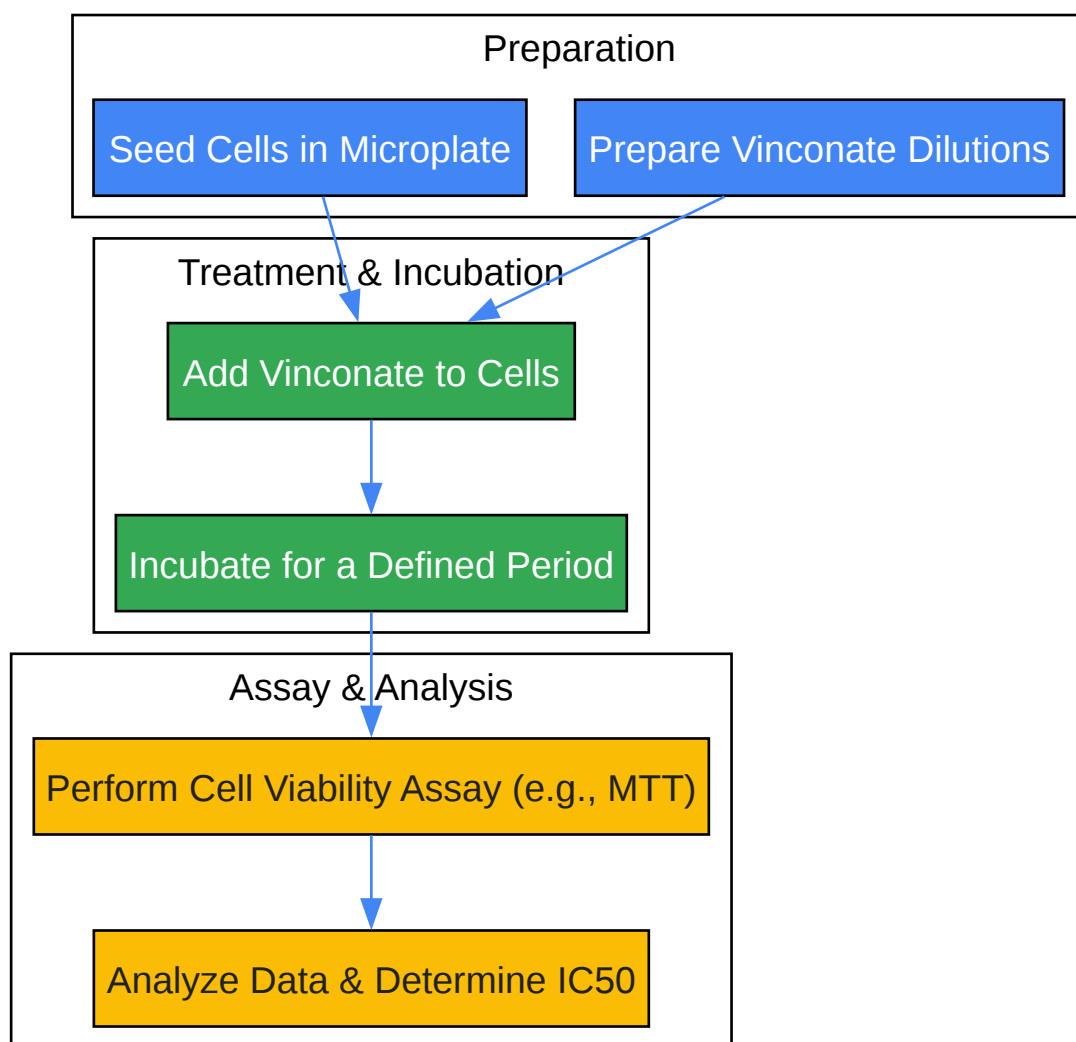 Preparation
Seed Cells in Microplate
Prepare Vinconate Dilutions
Treatment & Incubation
Add Vinconate to Cells
Incubate for a Defined Period
Assay & Analysis
Perform Cell Viability Assay (e.g., MTT)
Analyze Data & Determine IC50